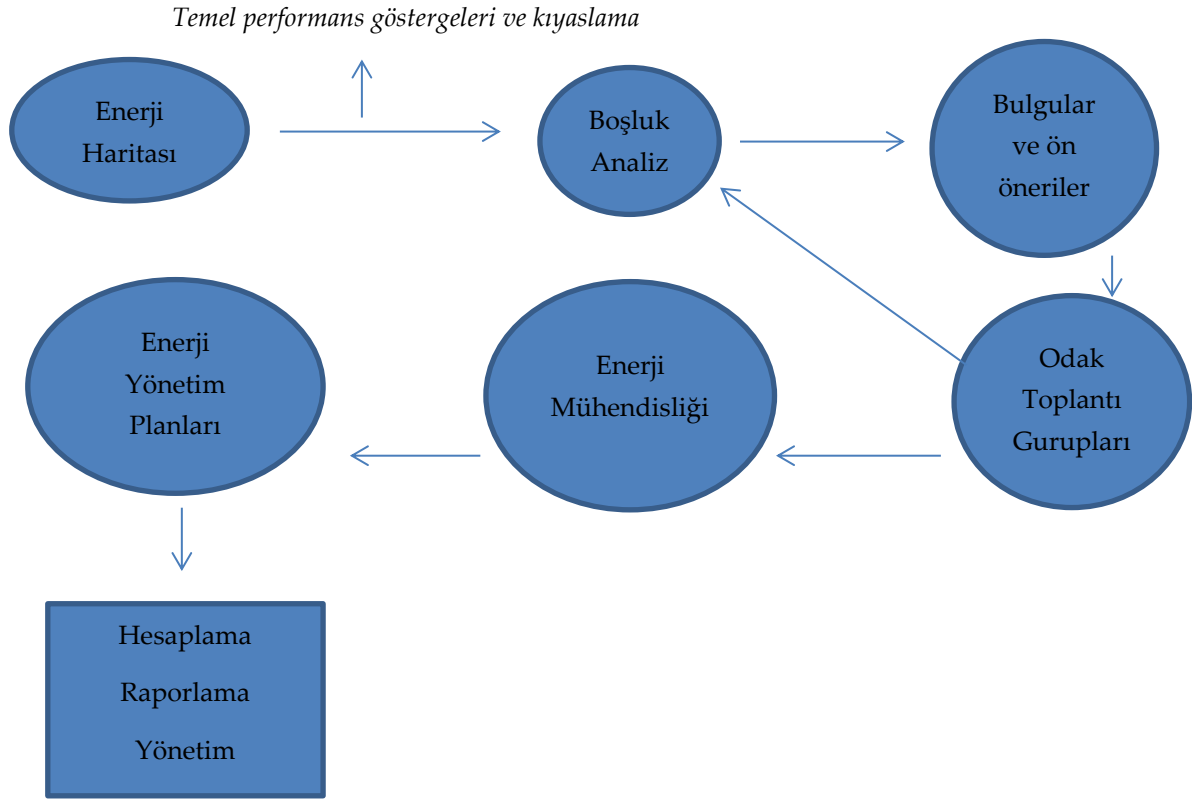 Temel performans göstergeleri ve kıyaslama
Enerji
Haritası
Boşluk
Analiz
Bulgular
ve ön
öneriler
Enerji
Yönetim
Planları
Enerji
Mühendisliği
Odak
Toplantı
Gurupları
Hesaplama
Raporlama
Yönetim